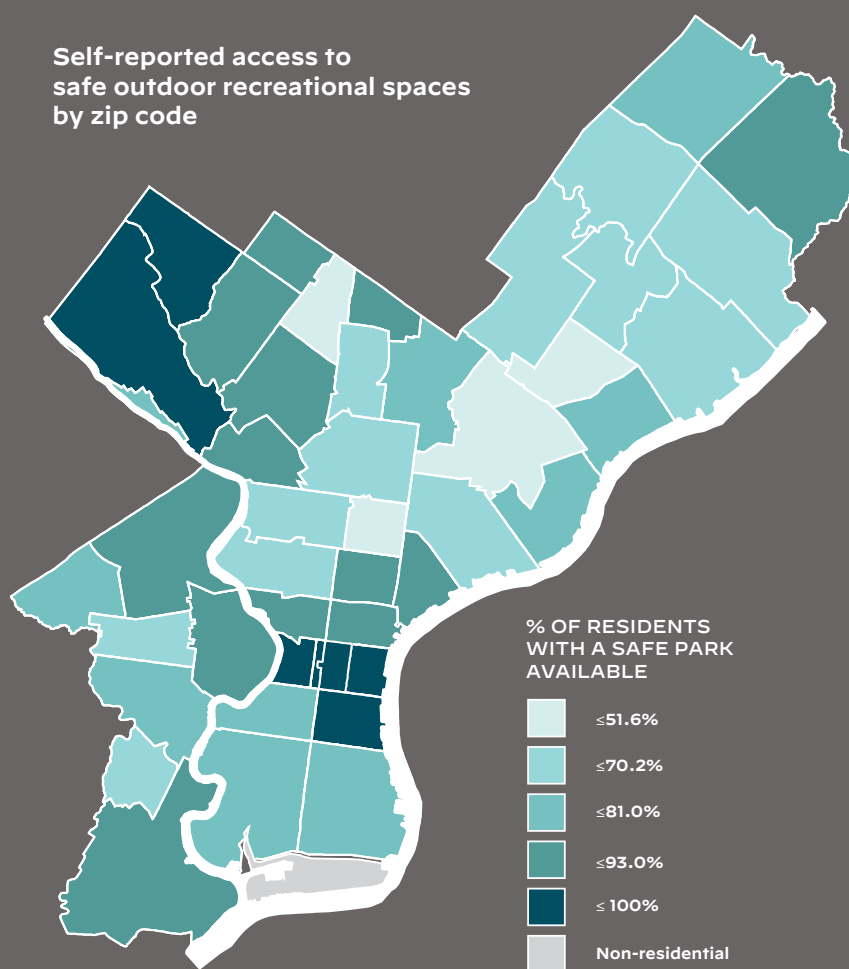 Self-reported access to
safe outdoor recreational spaces
by zip code
% OF RESIDENTS
WITH A SAFE PARK
AVAILABLE
≤51.6%
≤70.2%
≤81.0%
≤93.0%
≤ 100%
Non-residential